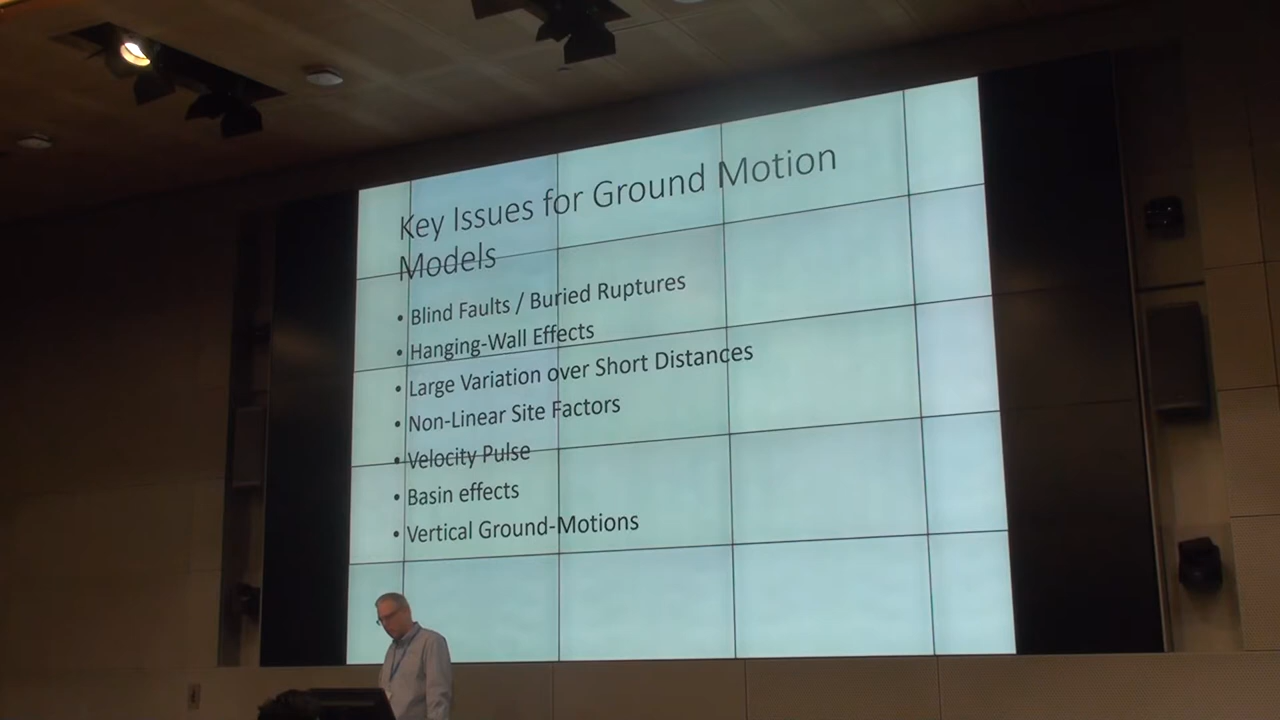 Key Issues for Ground Motion
Models
• Blind Faults / Buried Ruptures
• Hanging-Wall Effects
• Large Variation over Short Distances
• Non-Linear Site Factors
• Velocity Pulse
• Basin effects
• Vertical Ground-Motions